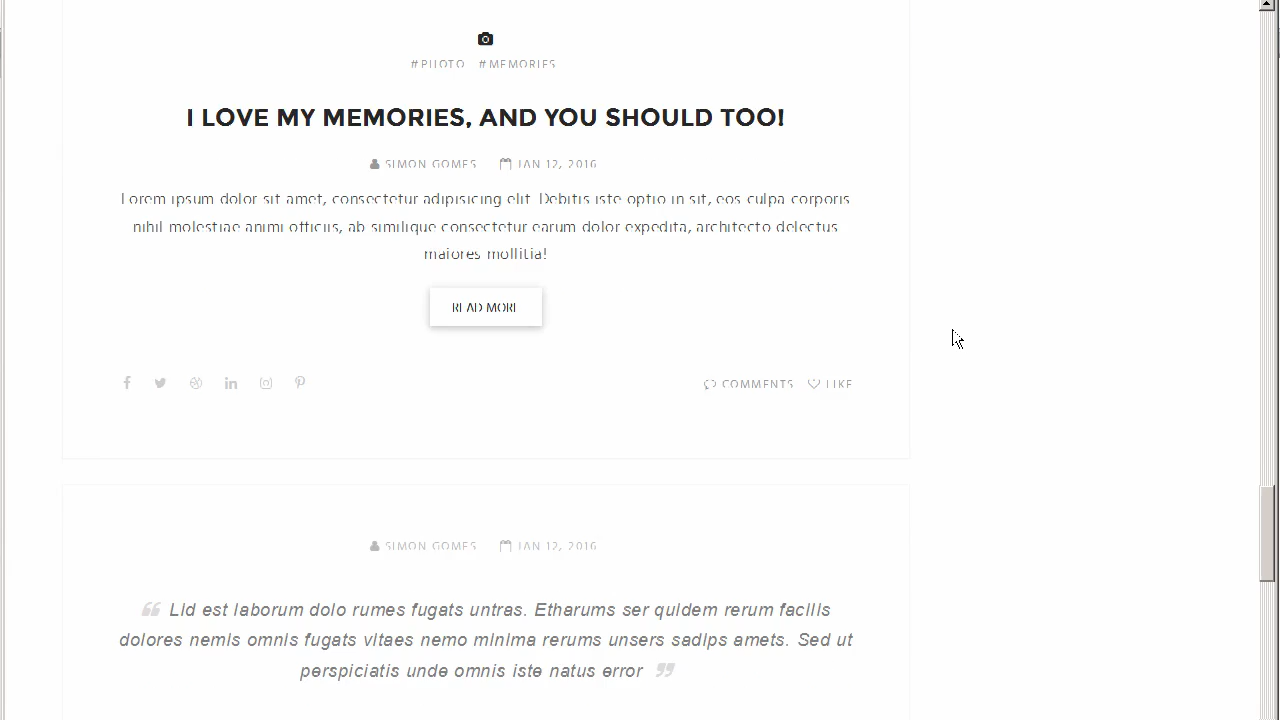 #PHOTO #MEMORIES
I LOVE MY MEMORIES, AND YOU SHOULD TOO!
SIMON GOMES JAN 12, 2016
Lorem ipsum dolor sit amet, consectetur adipisicing elit. Debitis iste optio in sit, eos culpa corporis
nihil molestiae animi officiis, ab similique consectetur earum dolor expedita, architecto delectus
maiores mollitia!
READ MORE
COMMENTS LIKE
SIMON GOMES JAN 12, 2016
“ Lid est laborum dolo rumes fugats untras. Etharums ser quidem rerum facilis
dolores nemis omnis fugats vitaes nemo minima rerums unsers sadips amets. Sed ut
perspiciatis unde omnis iste natus error ”